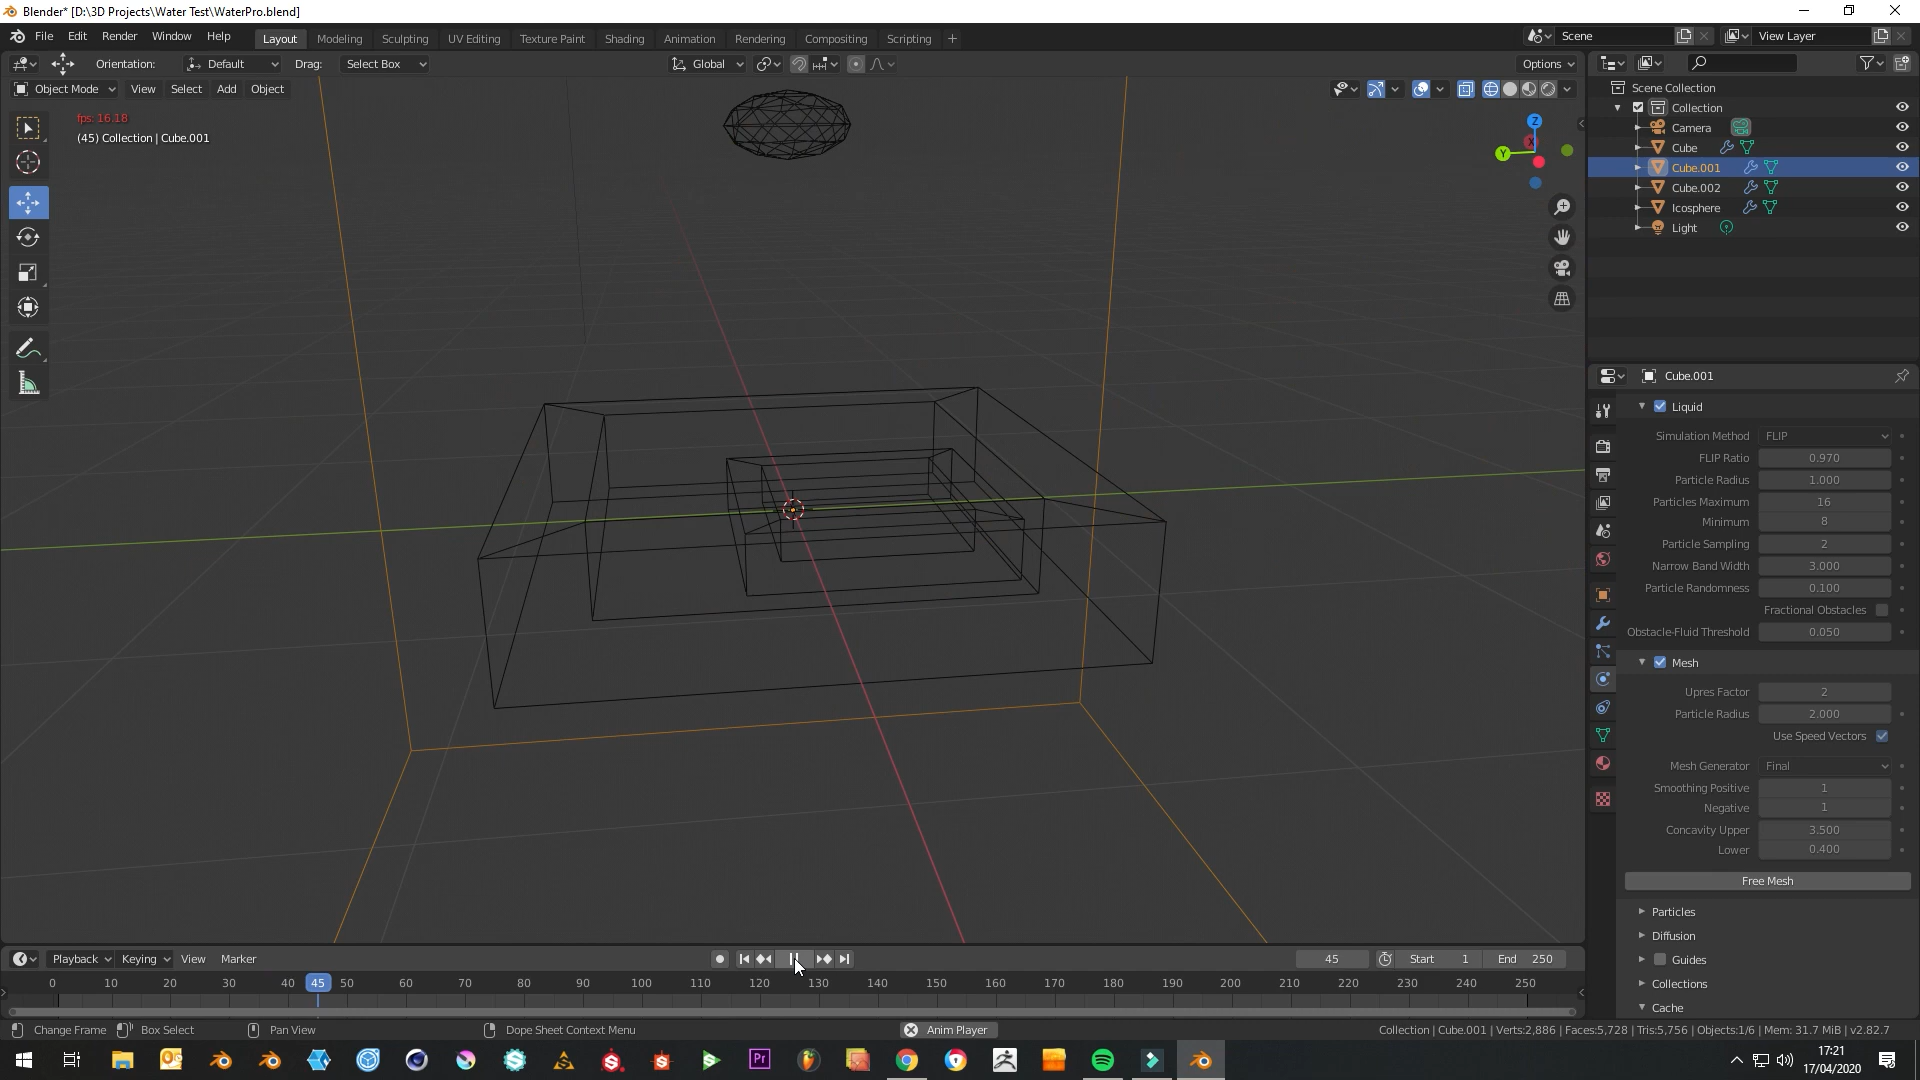 Blender* [D:\3D Projects\Water Test\WaterPro.blend]
File Edit Render Window Help
Layout Modeling Sculpting UV Editing Texture Paint Shading Animation Rendering Compositing Scripting +
Scene
View Layer
Orientation: Default Drag: Select Box
Global
Options
Object Mode View Select Add Object
fps: 16.18
(45) Collection | Cube.001
Z
X
Y
Scene Collection
Collection
Camera
Cube
Cube.001
Cube.002
Icosphere
Light
Cube.001
Liquid
Simulation Method FLIP
FLIP Ratio 0.970
Particle Radius 1.000
Particles Maximum 16
Minimum 8
Particle Sampling 2
Narrow Band Width 3.000
Particle Randomness 0.100
Fractional Obstacles
Obstacle-Fluid Threshold 0.050
Mesh
Upres Factor 2
Particle Radius 2.000
Use Speed Vectors
Mesh Generator Final
Smoothing Positive 1
Negative 1
Concavity Upper 3.500
Lower 0.400
Free Mesh
Particles
Diffusion
Guides
Collections
Cache
Playback Keying View Marker
45 Start 1 End 250
0 10 20 30 40 45 50 60 70 80 90 100 110 120 130 140 150 160 170 180 190 200 210 220 230 240 250
Change Frame Box Select Pan View Dope Sheet Context Menu Anim Player
Collection | Cube.001 | Verts:2,886 | Faces:5,728 | Tris:5,756 | Objects:1/6 | Mem: 31.7 MiB | v2.82.7
Pr
17:21
17/04/2020